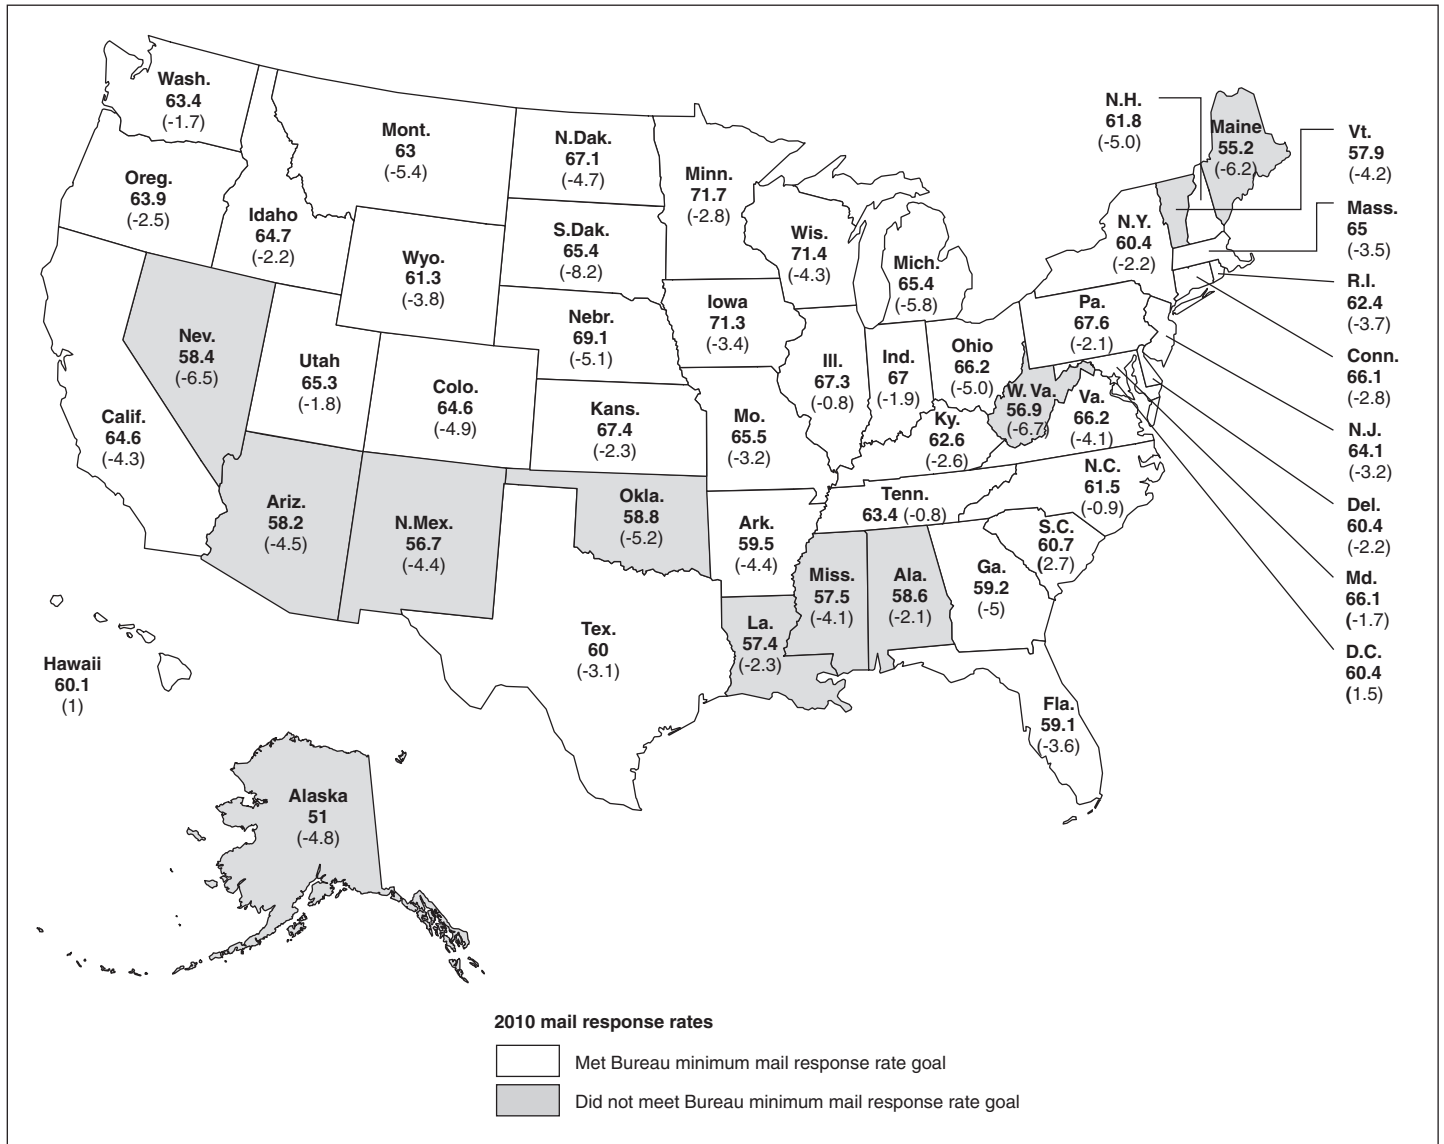 Wash.
63.4
(-1.7)
Oreg.
63.9
(-2.5)
Idaho
64.7
(-2.2)
Mont.
63
(-5.4)
N.Dak.
67.1
(-4.7)
Minn.
71.7
(-2.8)
S.Dak.
65.4
(-8.2)
Wyo.
61.3
(-3.8)
Wis.
71.4
(-4.3)
Mich.
65.4
(-5.8)
N.Y.
60.4
(-2.2)
N.H.
61.8
(-5.0)
Maine
55.2
(-6.2)
Vt.
57.9
(-4.2)
Mass.
65
(-3.5)
R.I.
62.4
(-3.7)
Conn.
66.1
(-2.8)
N.J.
64.1
(-3.2)
Del.
60.4
(-2.2)
Md.
66.1
(-1.7)
D.C.
60.4
(1.5)
Nev.
58.4
(-6.5)
Utah
65.3
(-1.8)
Colo.
64.6
(-4.9)
Calif.
64.6
(-4.3)
Nebr.
69.1
(-5.1)
Iowa
71.3
(-3.4)
Kans.
67.4
(-2.3)
Mo.
65.5
(-3.2)
Ill.
67.3
(-0.8)
Ind.
67
(-1.9)
Ohio
66.2
(-5.0)
Pa.
67.6
(-2.1)
W. Va.
56.9
(-6.7)
Va.
66.2
(-4.1)
Ky.
62.6
(-2.6)
N.C.
61.5
(-0.9)
Tenn.
63.4 (-0.8)
S.C.
60.7
(2.7)
Ariz.
58.2
(-4.5)
N.Mex.
56.7
(-4.4)
Okla.
58.8
(-5.2)
Ark.
59.5
(-4.4)
Miss.
57.5
(-4.1)
Ala.
58.6
(-2.1)
Ga.
59.2
(-5)
La.
57.4
(-2.3)
Tex.
60
(-3.1)
Fla.
59.1
(-3.6)
Hawaii
60.1
(1)
Alaska
51
(-4.8)
2010 mail response rates
Met Bureau minimum mail response rate goal
Did not meet Bureau minimum mail response rate goal